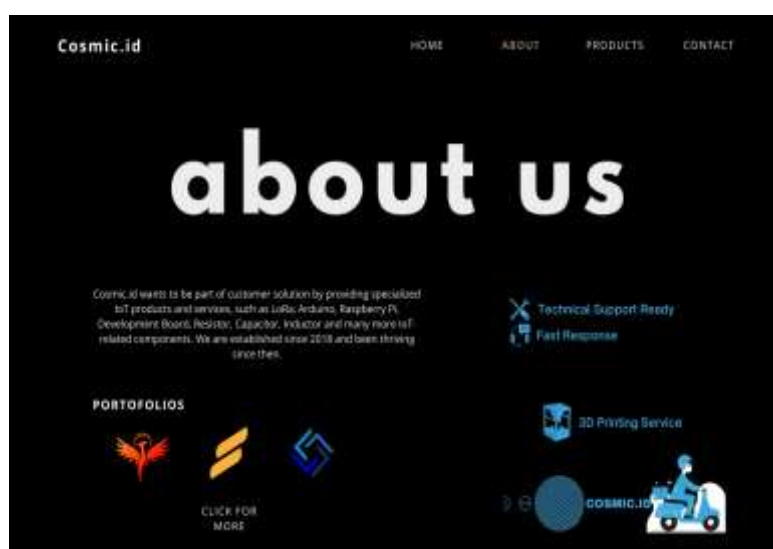 Cosmic.id
HOME ABOUT PRODUCTS CONTACT
about us
Cosmic.id wants to be part of customer solution by providing specialized
IoT products and services, such as LoRa, Arduino, Raspberry Pi,
Development Board, Resistor, Capacitor, Inductor and many more IoT-
related components. We are established since 2018 and been thriving
since then.
Technical Support Ready
Fast Response
PORTOFOLIOS
3D Printing Service
CLICK FOR
MORE
COSMIC.ID